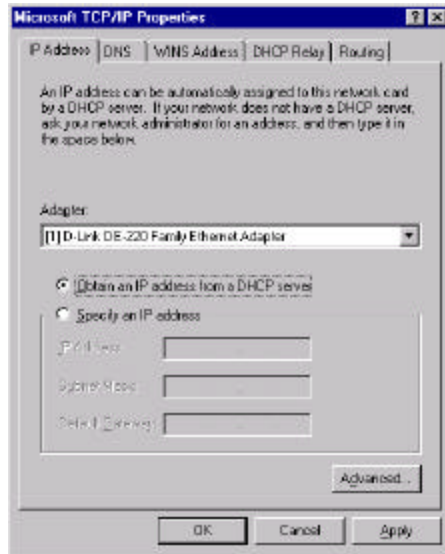 Microsoft TCP/IP Properties
IP Address DNS WINS Address DHCP Relay Routing
An IP address can be automatically assigned to this network card
by a DHCP server. If your network does not have a DHCP server,
ask your network administrator for an address, and then type it in
the space below.
Adapter:
[1] D-Link DE-220 Family Ethernet Adapter
Obtain an IP address from a DHCP server
Specify an IP address
IP Address:
Subnet Mask:
Default Gateway:
Advanced...
OK Cancel Apply